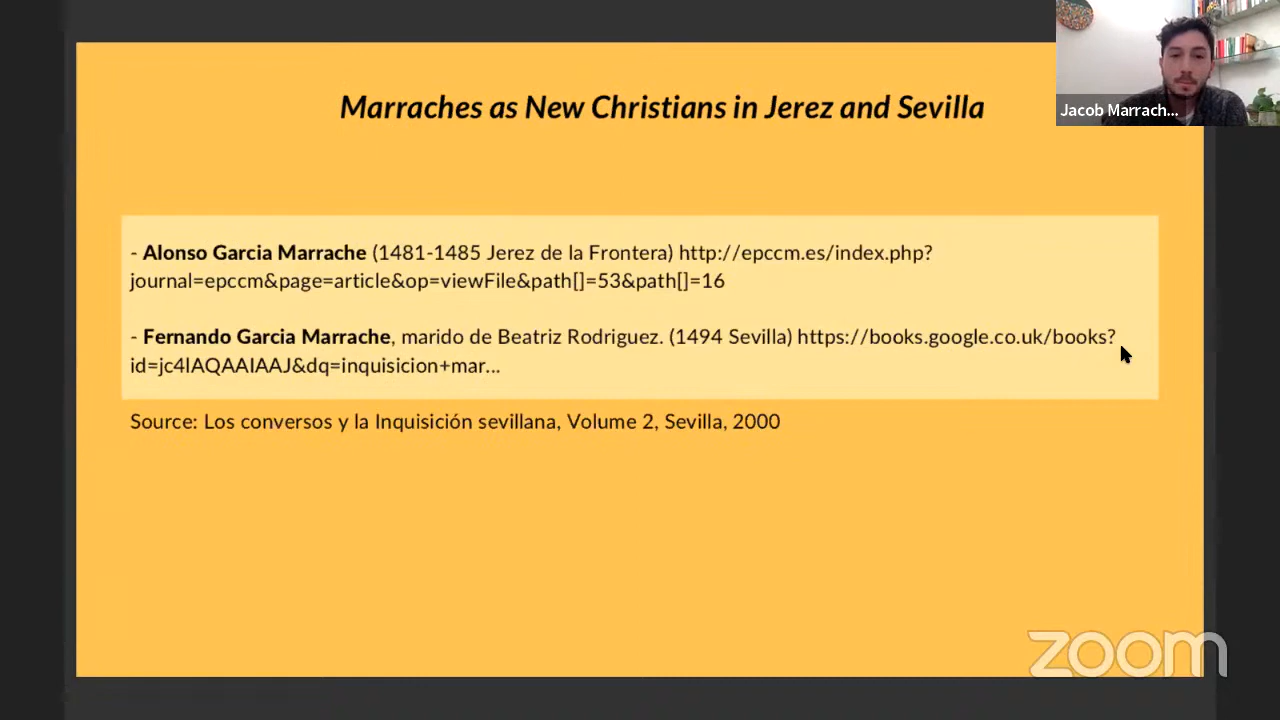 Marraches as New Christians in Jerez and Sevilla
Jacob Marrach...
- Alonso Garcia Marrache (1481-1485 Jerez de la Frontera) http://epccm.es/index.php?
journal=epccm&page=article&op=viewFile&path[]=53&path[]=16
- Fernando Garcia Marrache, marido de Beatriz Rodriguez. (1494 Sevilla) https://books.google.co.uk/books?
id=jc4lAQAAIAAJ&dq=inquisicion+mar...
Source: Los conversos y la Inquisición sevillana, Volume 2, Sevilla, 2000
zoom